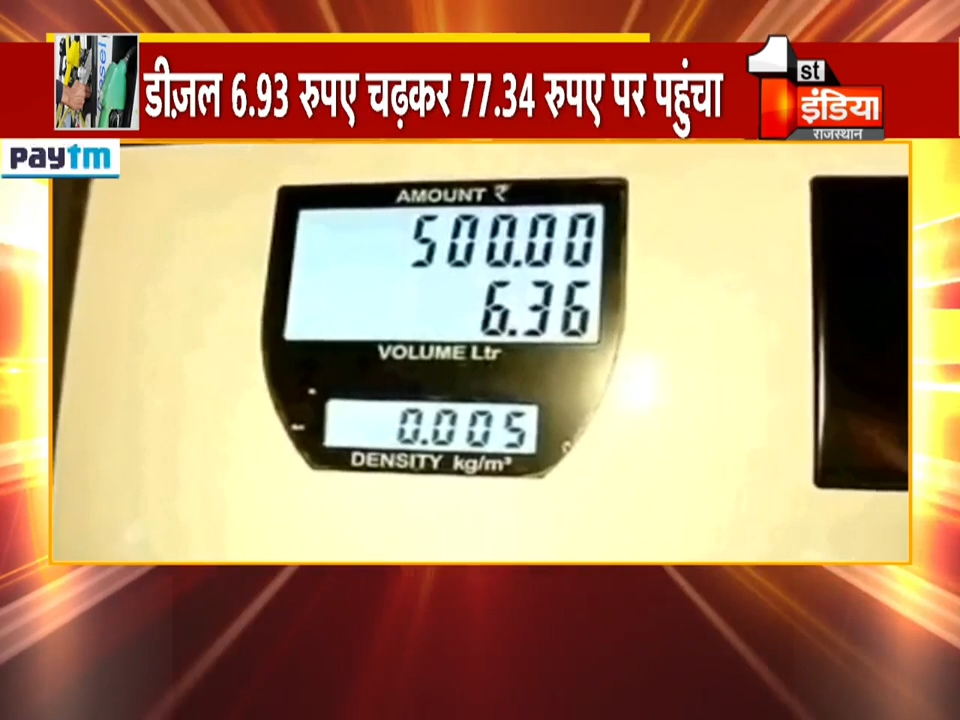 डीज़ल 6.93 रुपए चढ़कर 77.34 रुपए पर पहुंचा
1st
इंडिया
राजस्थान
paytm
AMOUNT ₹
500.00
6.36
VOLUME Ltr
0.005
DENSITY kg/m³